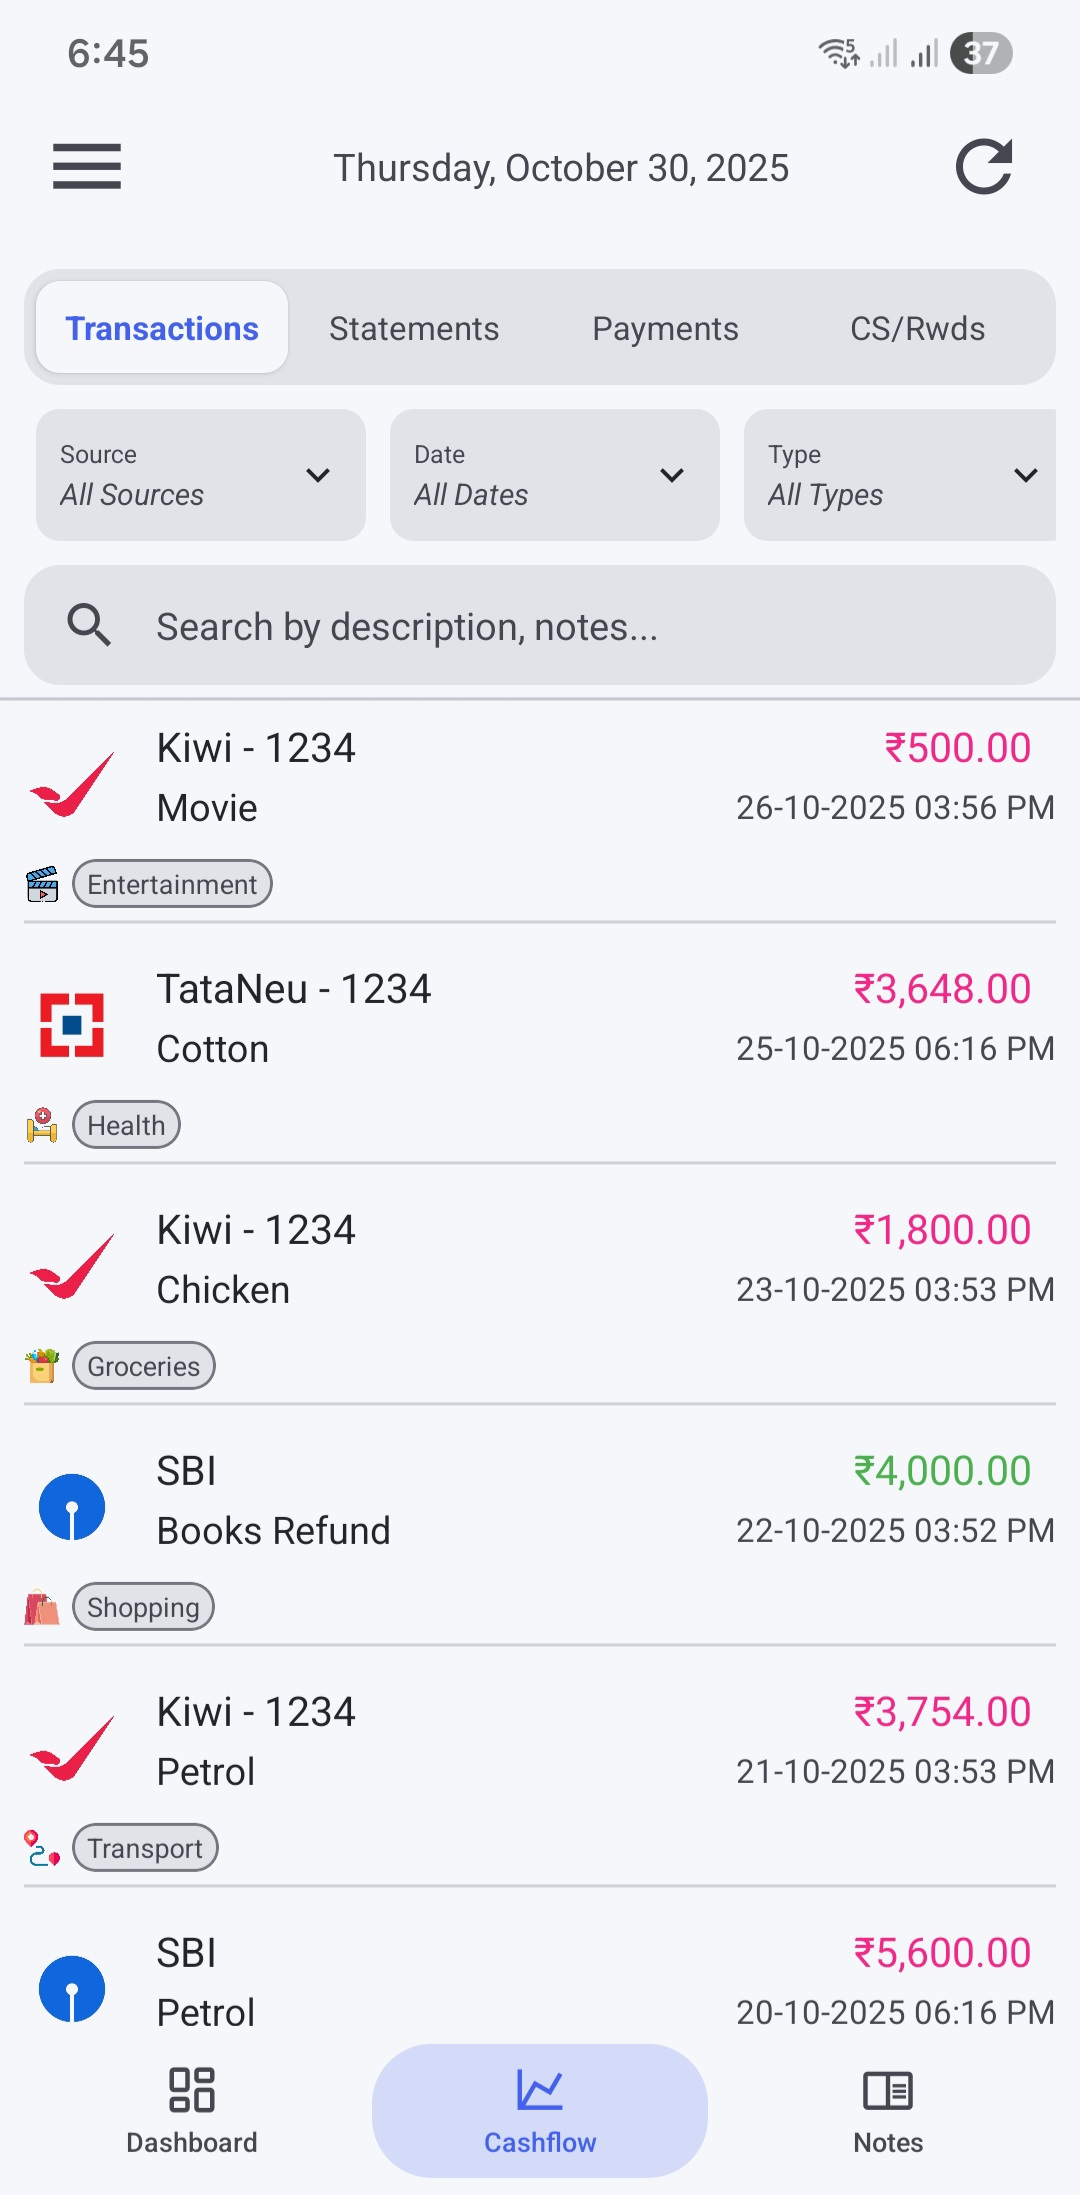 6:45
5
37
Thursday, October 30, 2025
Transactions Statements Payments CS/Rwds
Source Date Type
All Sources All Dates All Types
Search by description, notes...
Kiwi - 1234 ₹500.00
Movie 26-10-2025 03:56 PM
Entertainment
TataNeu - 1234 ₹3,648.00
Cotton 25-10-2025 06:16 PM
Health
Kiwi - 1234 ₹1,800.00
Chicken 23-10-2025 03:53 PM
Groceries
SBI ₹4,000.00
Books Refund 22-10-2025 03:52 PM
Shopping
Kiwi - 1234 ₹3,754.00
Petrol 21-10-2025 03:53 PM
Transport
SBI ₹5,600.00
Petrol 20-10-2025 06:16 PM
Dashboard Cashflow Notes